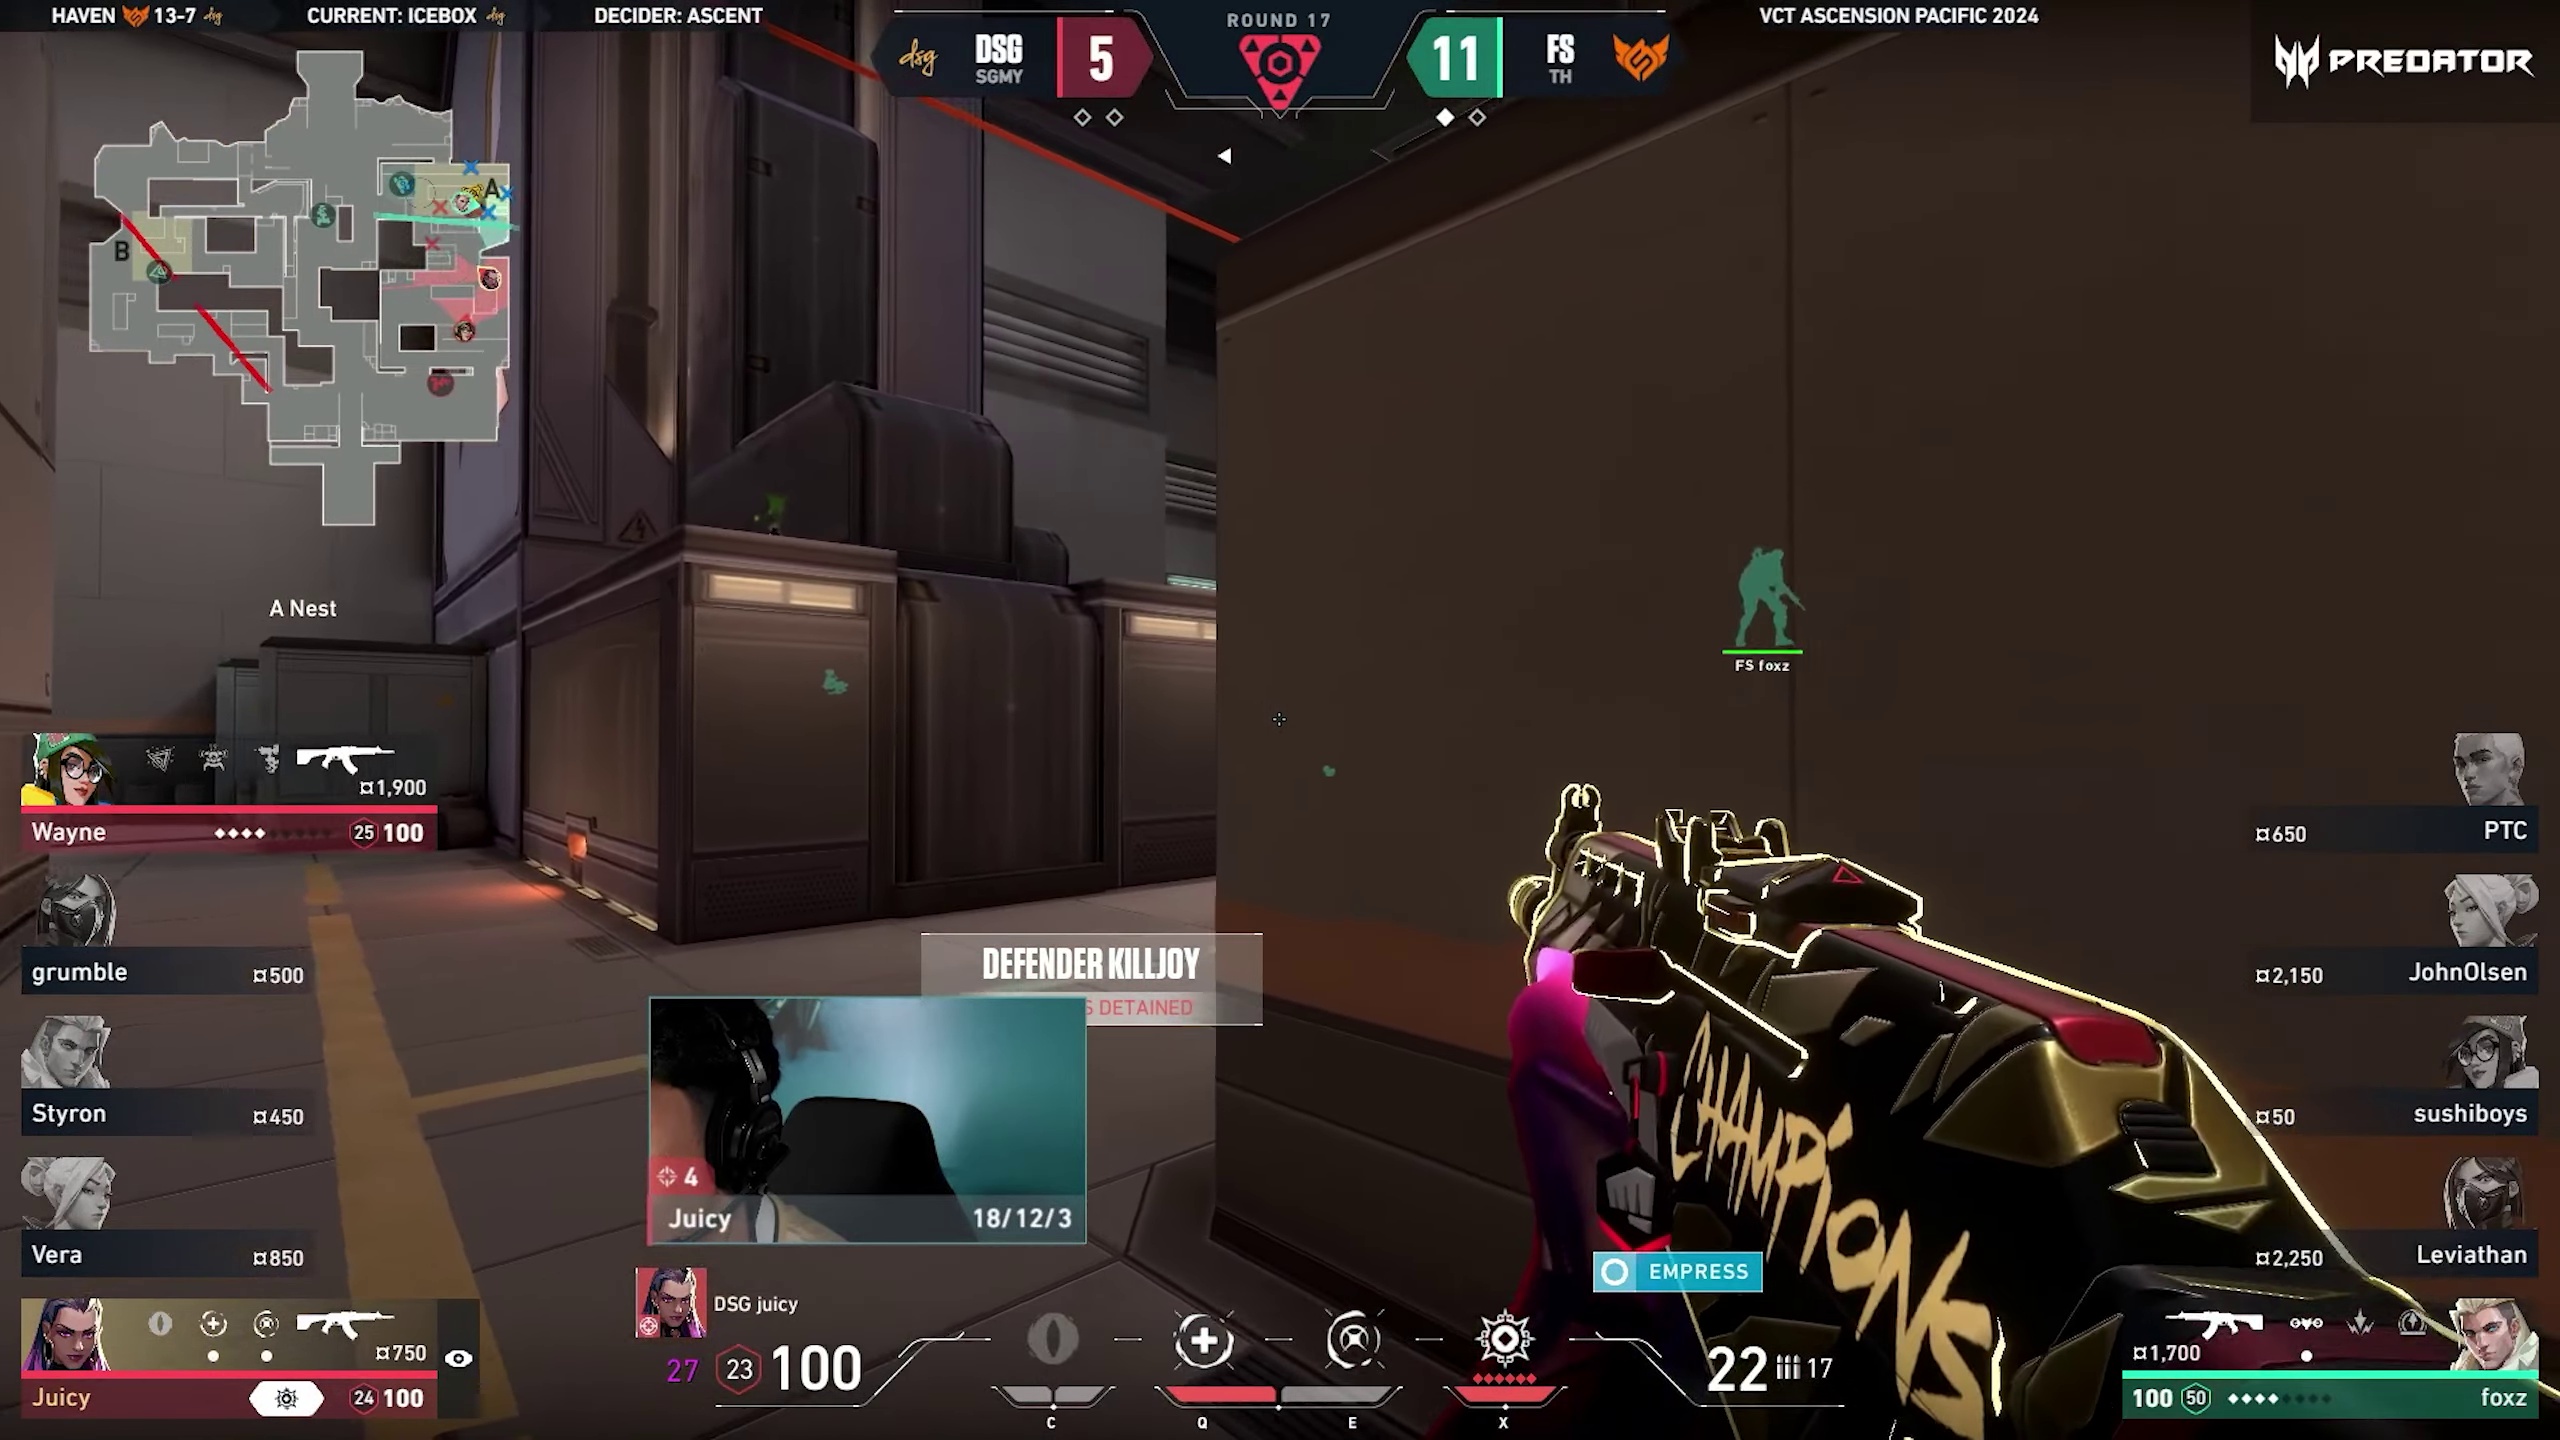 HAVEN 13-7 dsg
CURRENT: ICEBOX dsg
DECIDER: ASCENT
dsg DSG 5
SGMY
ROUND 17
11 FS
TH
VCT ASCENSION PACIFIC 2024
PREDATOR
A
B
A Nest
FS foxz
¤1,900
Wayne 25 100
grumble ¤500
Styron ¤450
Vera ¤850
¤750
Juicy 24 100
DEFENDER KILLJOY
S DETAINED
4
Juicy 18/12/3
DSG juicy
27 23 100
C
Q
E
X
EMPRESS
22 17
CHAMPIONS
¤650 PTC
¤2,150 JohnOlsen
¤50 sushiboys
¤2,250 Leviathan
¤1,700
100 50 foxz